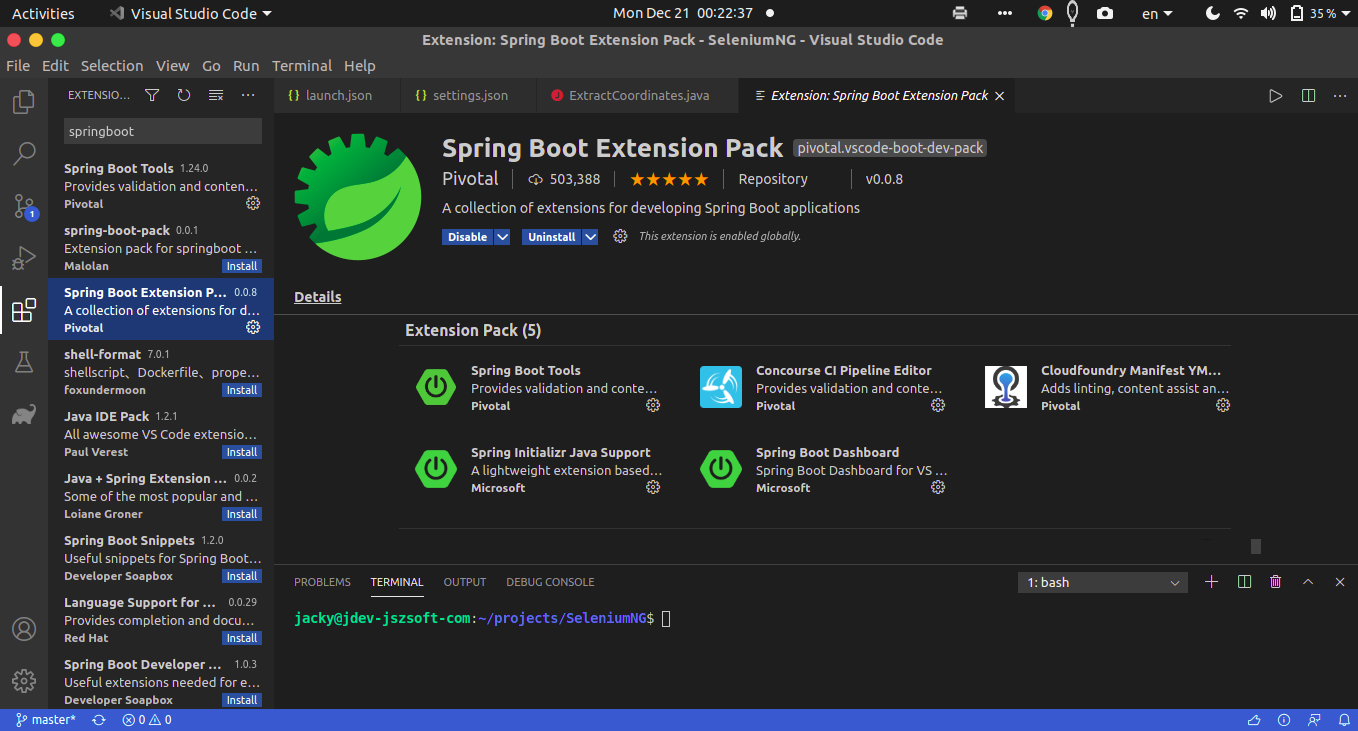 Activities Visual Studio Code Mon Dec 21 00:22:37 en 35 %
Extension: Spring Boot Extension Pack - SeleniumNG - Visual Studio Code
File Edit Selection View Go Run Terminal Help
EXTENSIO...
springboot
Spring Boot Tools 1.24.0
Provides validation and conten...
Pivotal
spring-boot-pack 0.0.1
Extension pack for springboot ...
Malolan Install
Spring Boot Extension P... 0.0.8
A collection of extensions for d...
Pivotal
shell-format 7.0.1
shellscript、Dockerfile、prope...
foxundermoon Install
Java IDE Pack 1.2.1
All awesome VS Code extensio...
Paul Verest Install
Java + Spring Extension ... 0.0.2
Some of the most popular and ...
Loiane Groner Install
Spring Boot Snippets 1.2.0
Useful snippets for Spring Boot...
Developer Soapbox Install
Language Support for ... 0.0.29
Provides completion and docu...
Red Hat Install
Spring Boot Developer ... 1.0.3
Useful extensions needed for e...
Developer Soapbox Install
1
{} launch.json {} settings.json J ExtractCoordinates.java Extension: Spring Boot Extension Pack
Spring Boot Extension Pack pivotal.vscode-boot-dev-pack
Pivotal 503,388 ★★★★★ Repository v0.0.8
A collection of extensions for developing Spring Boot applications
Disable Uninstall This extension is enabled globally.
Details
Extension Pack (5)
Spring Boot Tools
Provides validation and conte...
Pivotal
Concourse CI Pipeline Editor
Provides validation and conte...
Pivotal
Cloudfoundry Manifest YM...
Adds linting, content assist an...
Pivotal
Spring Initializr Java Support
A lightweight extension based...
Microsoft
Spring Boot Dashboard
Spring Boot Dashboard for VS ...
Microsoft
PROBLEMS TERMINAL OUTPUT DEBUG CONSOLE 1: bash
jacky@jdev-jszsoft-com:~/projects/SeleniumNG$
master* 0 0